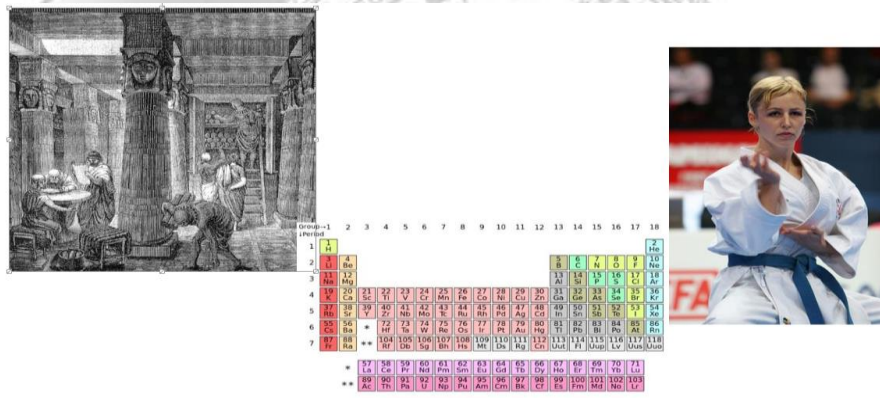 Group→1 2 3 4 5 6 7 8 9 10 11 12 13 14 15 16 17 18
↓Period
1 1 2
H He
2 3 4 5 6 7 8 9 10
Li Be B C N O F Ne
3 11 12 13 14 15 16 17 18
Na Mg Al Si P S Cl Ar
4 19 20 21 22 23 24 25 26 27 28 29 30 31 32 33 34 35 36
K Ca Sc Ti V Cr Mn Fe Co Ni Cu Zn Ga Ge As Se Br Kr
5 37 38 39 40 41 42 43 44 45 46 47 48 49 50 51 52 53 54
Rb Sr Y Zr Nb Mo Tc Ru Rh Pd Ag Cd In Sn Sb Te I Xe
6 55 56 * 72 73 74 75 76 77 78 79 80 81 82 83 84 85 86
Cs Ba Hf Ta W Re Os Ir Pt Au Hg Tl Pb Bi Po At Rn
7 87 88 ** 104 105 106 107 108 109 110 111 112 113 114 115 116 117 118
Fr Ra Rf Db Sg Bh Hs Mt Ds Rg Cn Uut Fl Uup Lv Uus Uuo
* 57 58 59 60 61 62 63 64 65 66 67 68 69 70 71
La Ce Pr Nd Pm Sm Eu Gd Tb Dy Ho Er Tm Yb Lu
** 89 90 91 92 93 94 95 96 97 98 99 100 101 102 103
Ac Th Pa U Np Pu Am Cm Bk Cf Es Fm Md No Lr